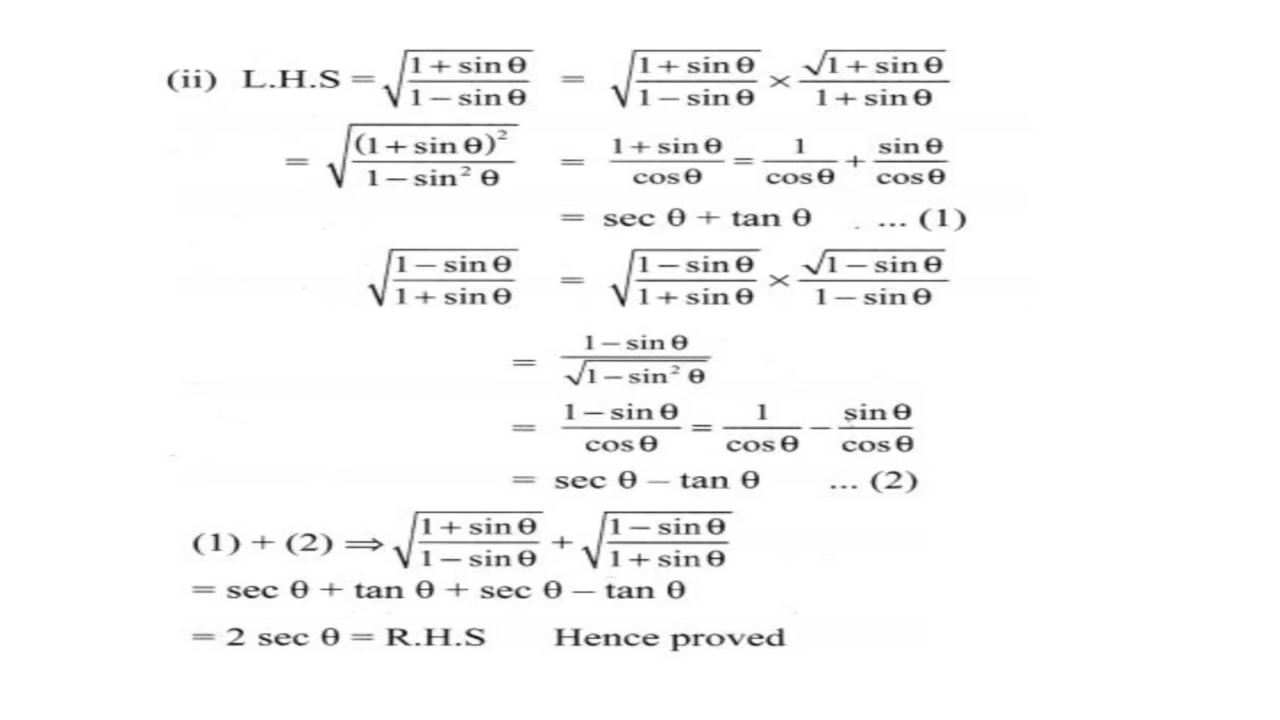 (ii) L.H.S = √((1 + sin θ)/(1 − sin θ)) = √((1 + sin θ)/(1 − sin θ)) × (√(1 + sin θ))/(1 + sin θ)
= √((1 + sin θ)²/(1 − sin² θ)) = (1 + sin θ)/(cos θ) = 1/(cos θ) + (sin θ)/(cos θ)
= sec θ + tan θ ... (1)
√((1 − sin θ)/(1 + sin θ)) = √((1 − sin θ)/(1 + sin θ)) × (√(1 − sin θ))/(1 − sin θ)
= (1 − sin θ)/(√(1 − sin² θ))
= (1 − sin θ)/(cos θ) = 1/(cos θ) − (sin θ)/(cos θ)
= sec θ − tan θ ... (2)
(1) + (2) ⇒ √((1 + sin θ)/(1 − sin θ)) + √((1 − sin θ)/(1 + sin θ))
= sec θ + tan θ + sec θ − tan θ
= 2 sec θ = R.H.S Hence proved